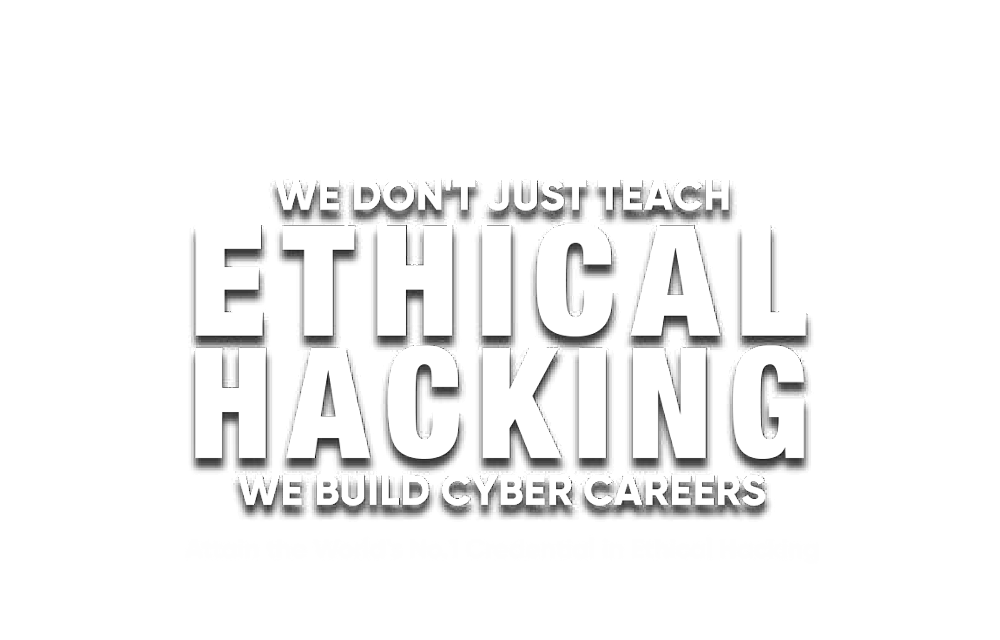 WE DON'T JUST TEACH
ETHICAL
HACKING
WE BUILD CYBER CAREERS